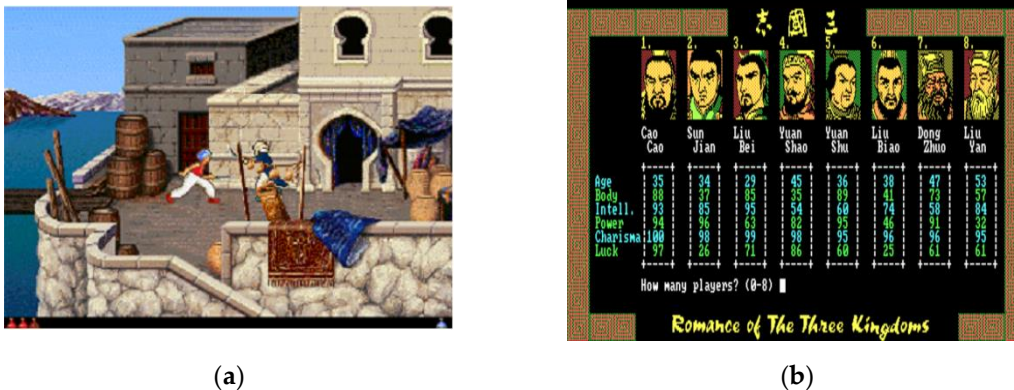 三國志
1. 2. 3. 4. 5. 6. 7. 8.
Cao Sun Liu Yuan Yuan Liu Dong Liu
Cao Jian Bei Shao Shu Biao Zhuo Yan
Age 35 34 29 45 36 38 47 53
Body 88 37 85 35 89 41 73 57
Intell. 93 85 95 54 60 74 58 84
Power 94 96 63 82 95 46 91 32
Charisma 100 98 99 98 95 96 96 95
Luck 97 26 71 86 60 25 61 61
How many players? (0-8)
Romance of The Three Kingdoms
(a)
(b)